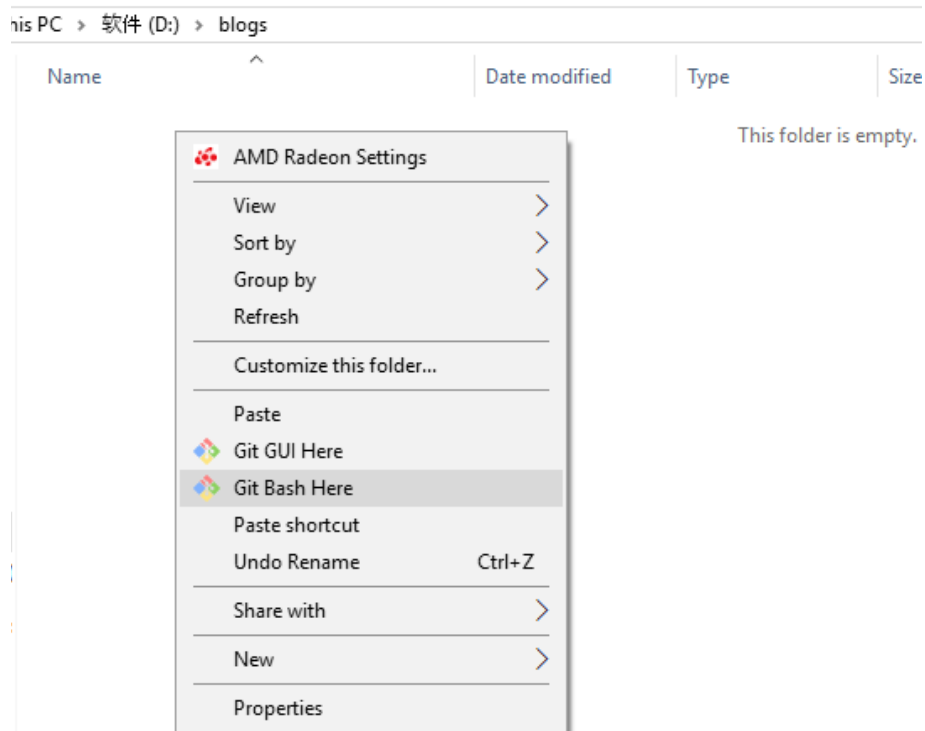 his PC > 软件 (D:) > blogs
Name Date modified Type Size
This folder is empty.
AMD Radeon Settings
View
Sort by
Group by
Refresh
Customize this folder...
Paste
Git GUI Here
Git Bash Here
Paste shortcut
Undo Rename Ctrl+Z
Share with
New
Properties